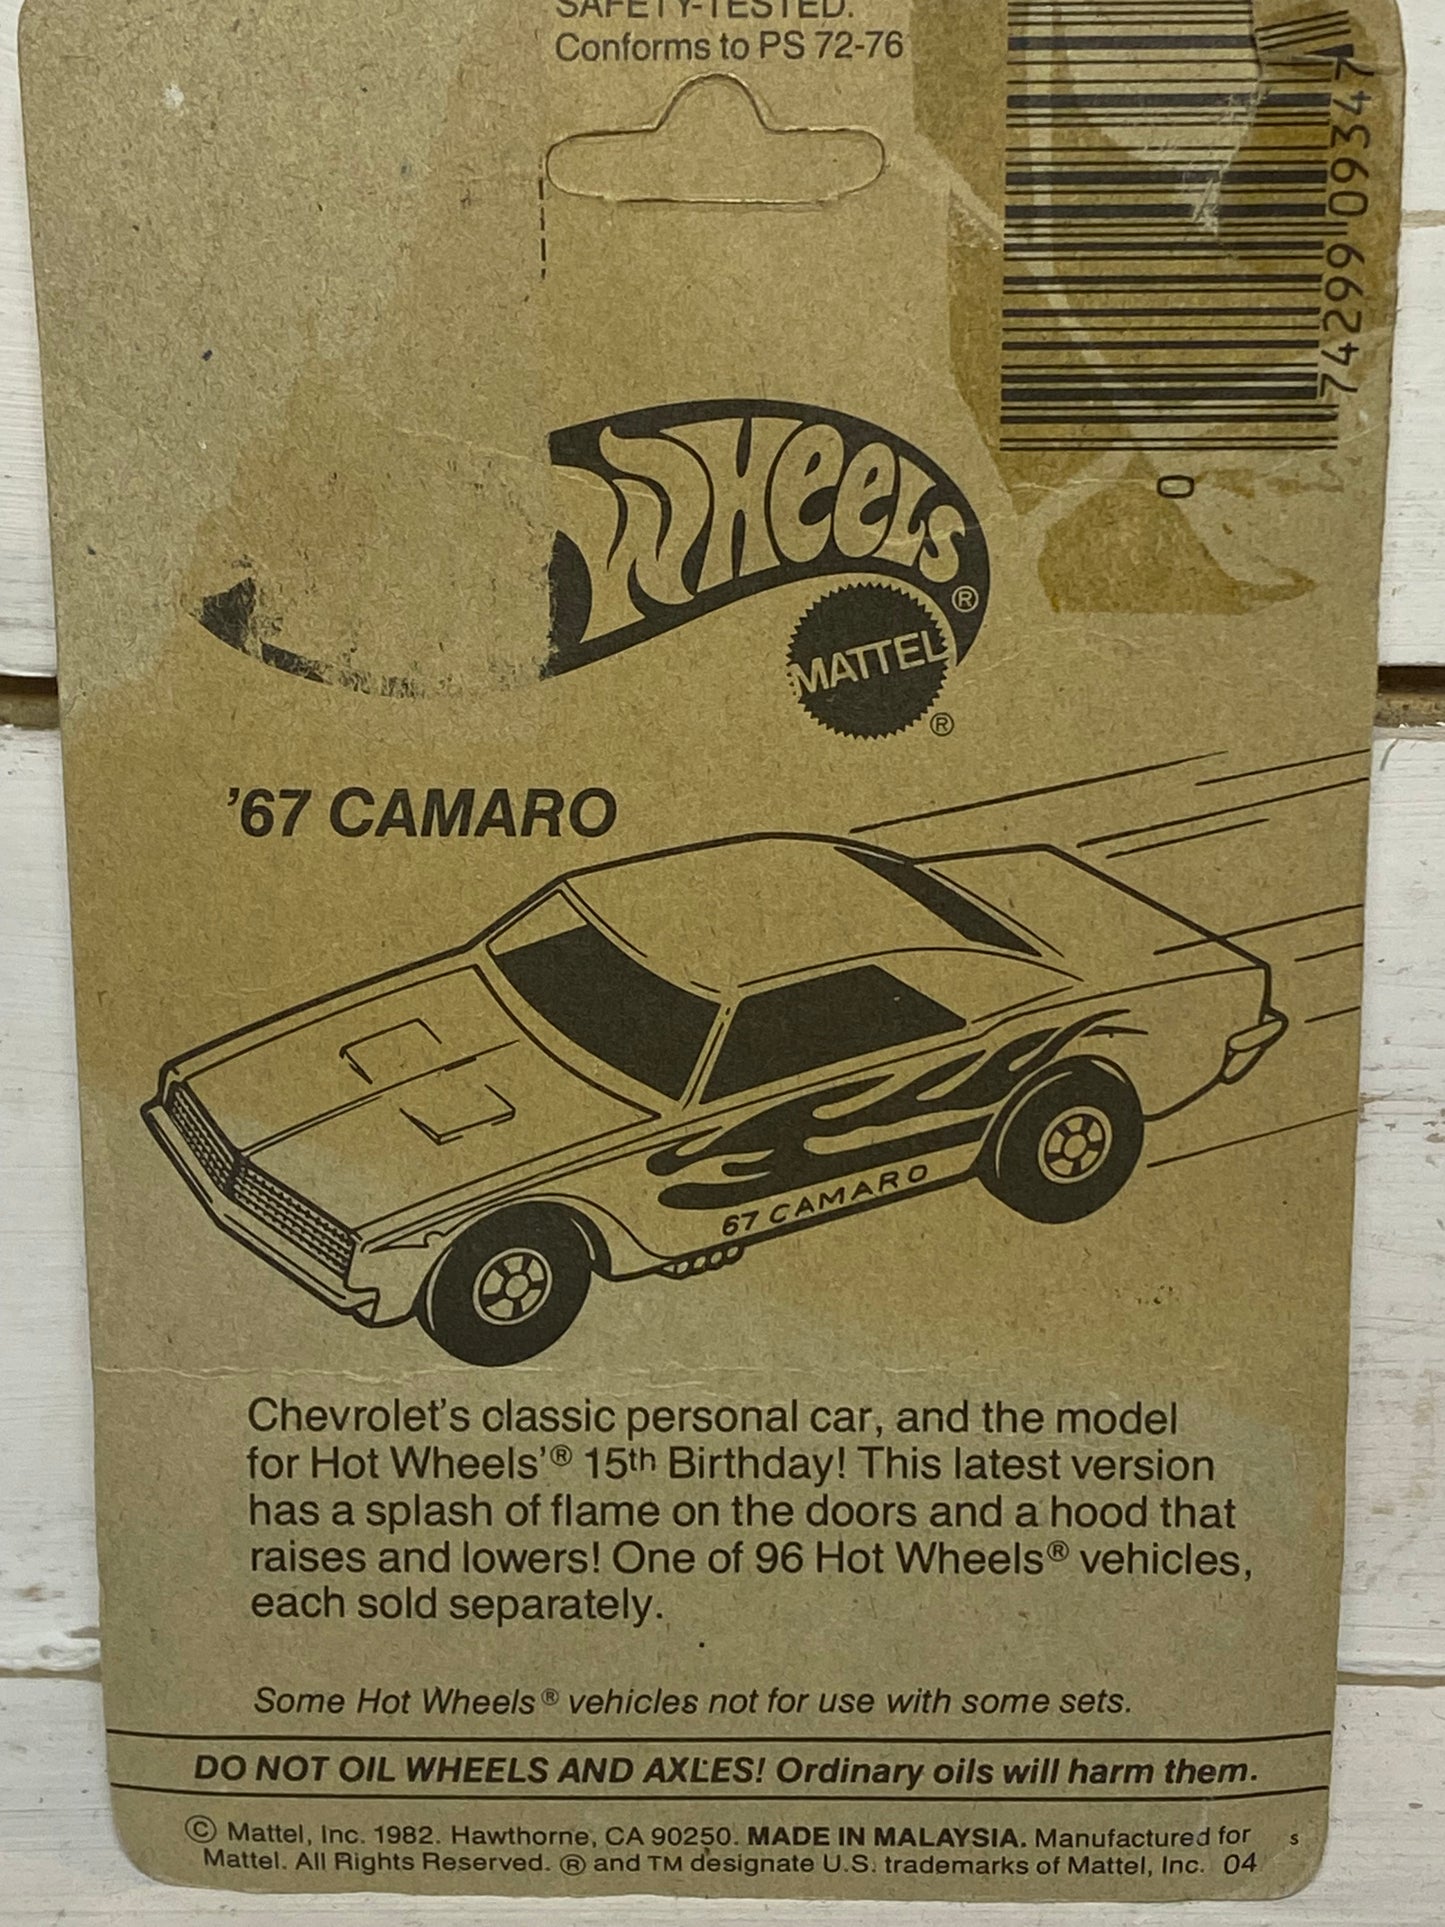 SAFETY-TESTED.
Conforms to PS 72-76
74299 09347
0
WHEELS®
MATTEL®
'67 CAMARO
67 CAMARO
Chevrolet's classic personal car, and the model
for Hot Wheels'® 15th Birthday! This latest version
has a splash of flame on the doors and a hood that
raises and lowers! One of 96 Hot Wheels® vehicles,
each sold separately.
Some Hot Wheels® vehicles not for use with some sets.
DO NOT OIL WHEELS AND AXLES! Ordinary oils will harm them.
© Mattel, Inc. 1982. Hawthorne, CA 90250. MADE IN MALAYSIA. Manufactured for s
Mattel. All Rights Reserved. ® and TM designate U.S. trademarks of Mattel, Inc. 04